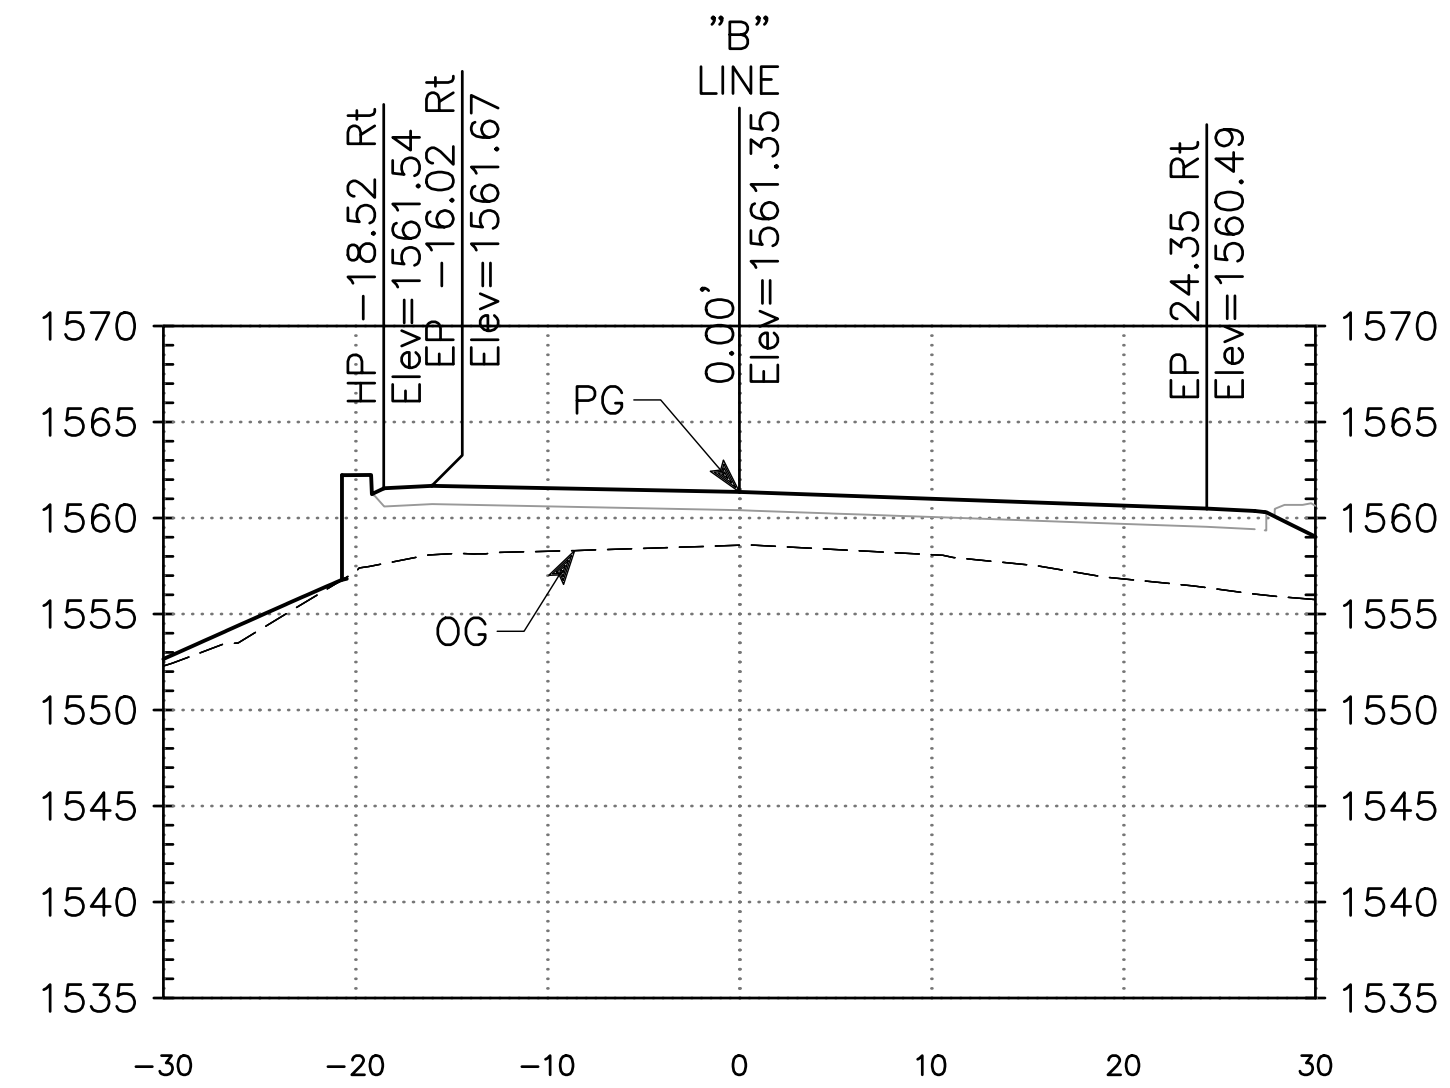 "B"
LINE
HP -18.52 Rt
Elev=1561.54
EP -16.02 Rt
Elev=1561.67
0.00'
Elev=1561.35
EP 24.35 Rt
Elev=1560.49
1570 1570
PG
1565 1565
1560 1560
OG
1555 1555
1550 1550
1545 1545
1540 1540
1535 1535
-30 -20 -10 0 10 20 30